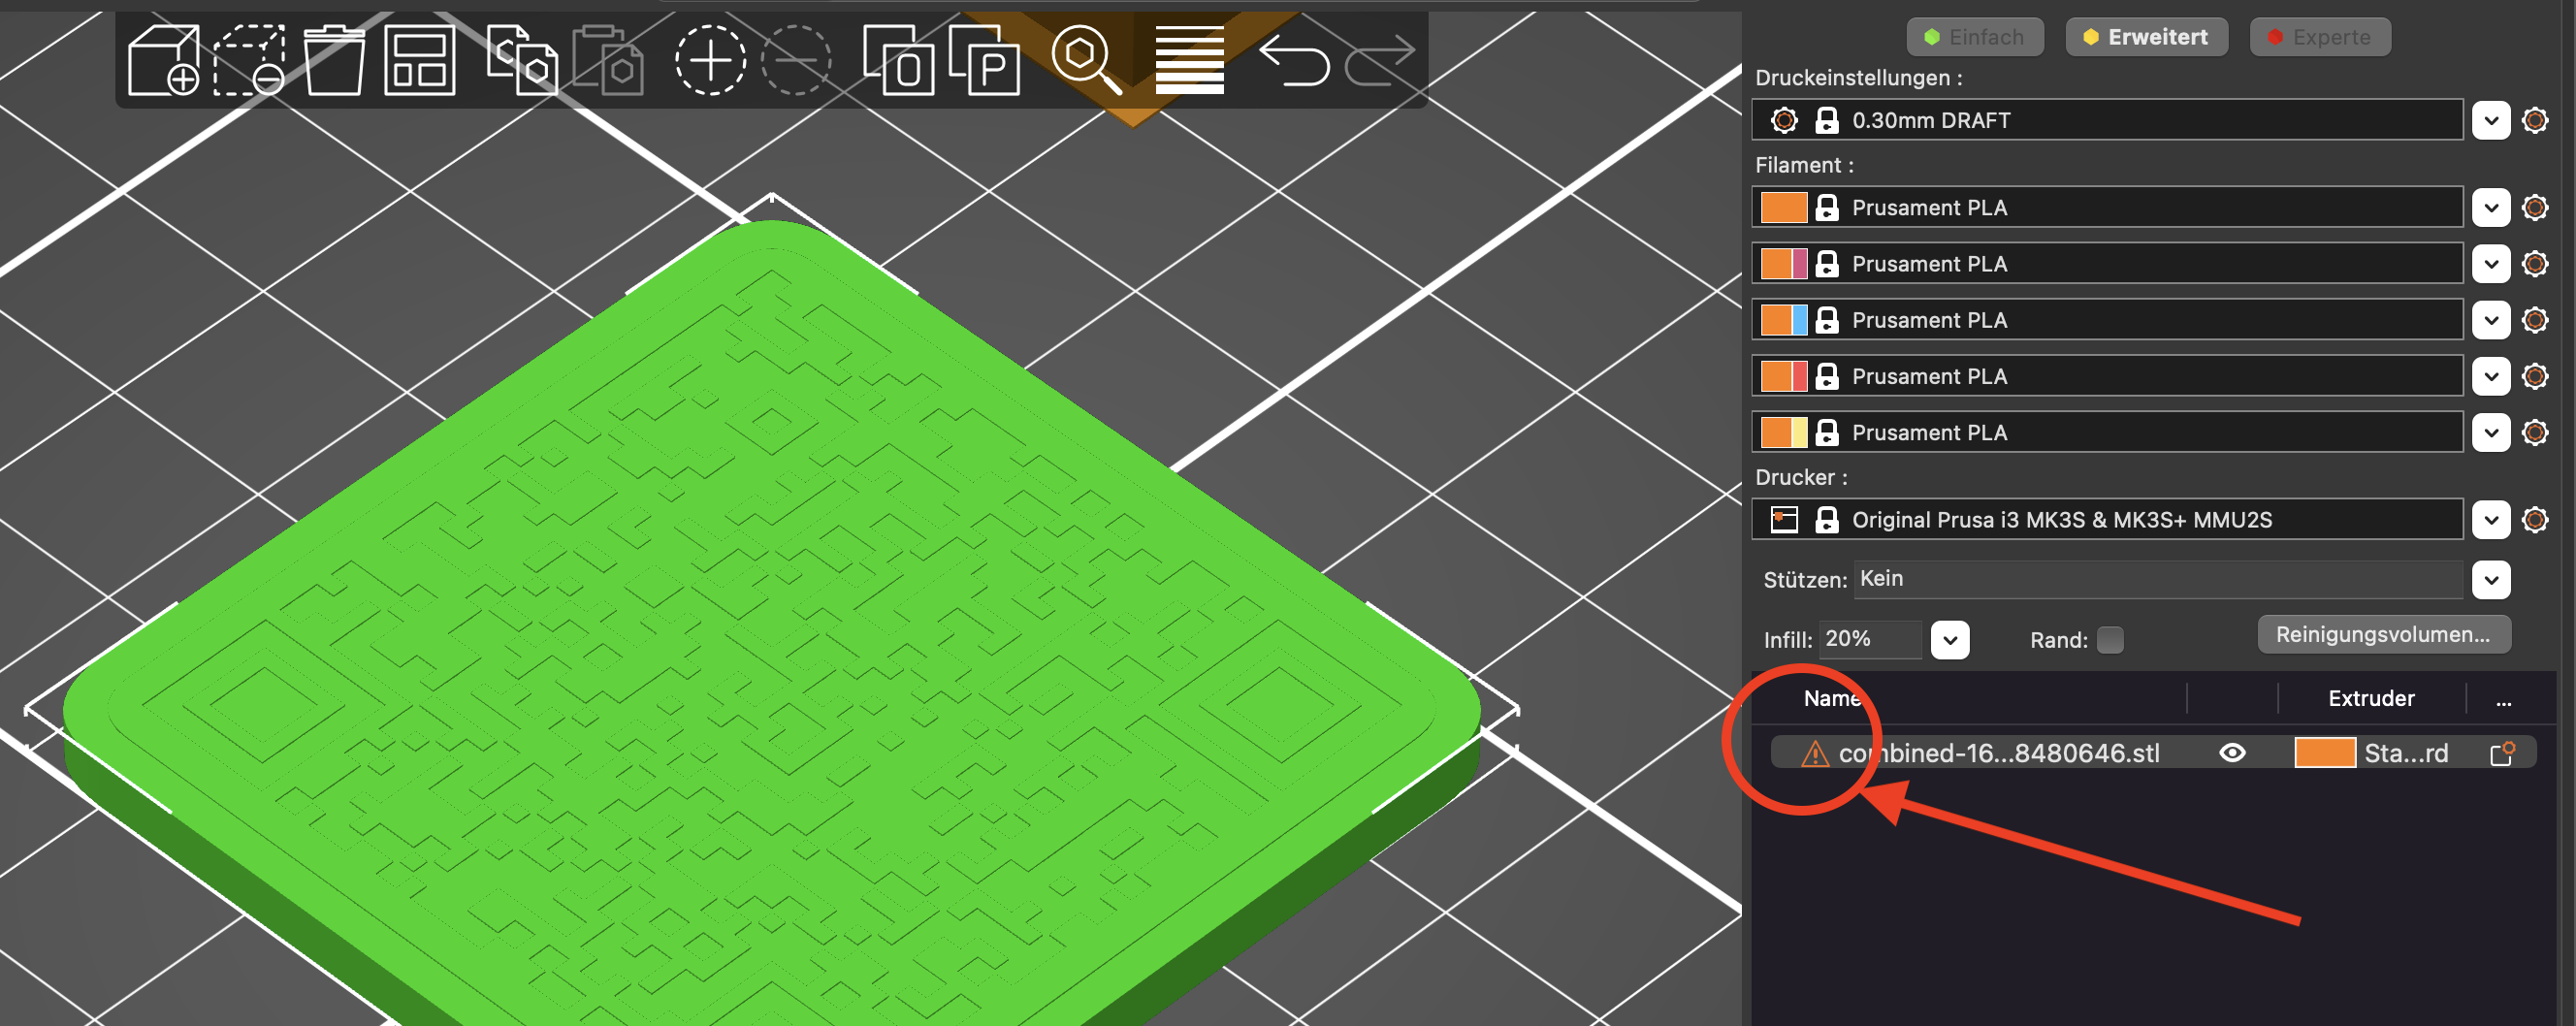 Einfach
Erweitert
Experte
Druckeinstellungen :
0.30mm DRAFT
Filament :
Prusament PLA
Prusament PLA
Prusament PLA
Prusament PLA
Prusament PLA
Drucker :
Original Prusa i3 MK3S & MK3S+ MMU2S
Stützen: Kein
Infill: 20% Rand: Reinigungsvolumen...
Name Extruder ...
combined-16...8480646.stl Sta...rd